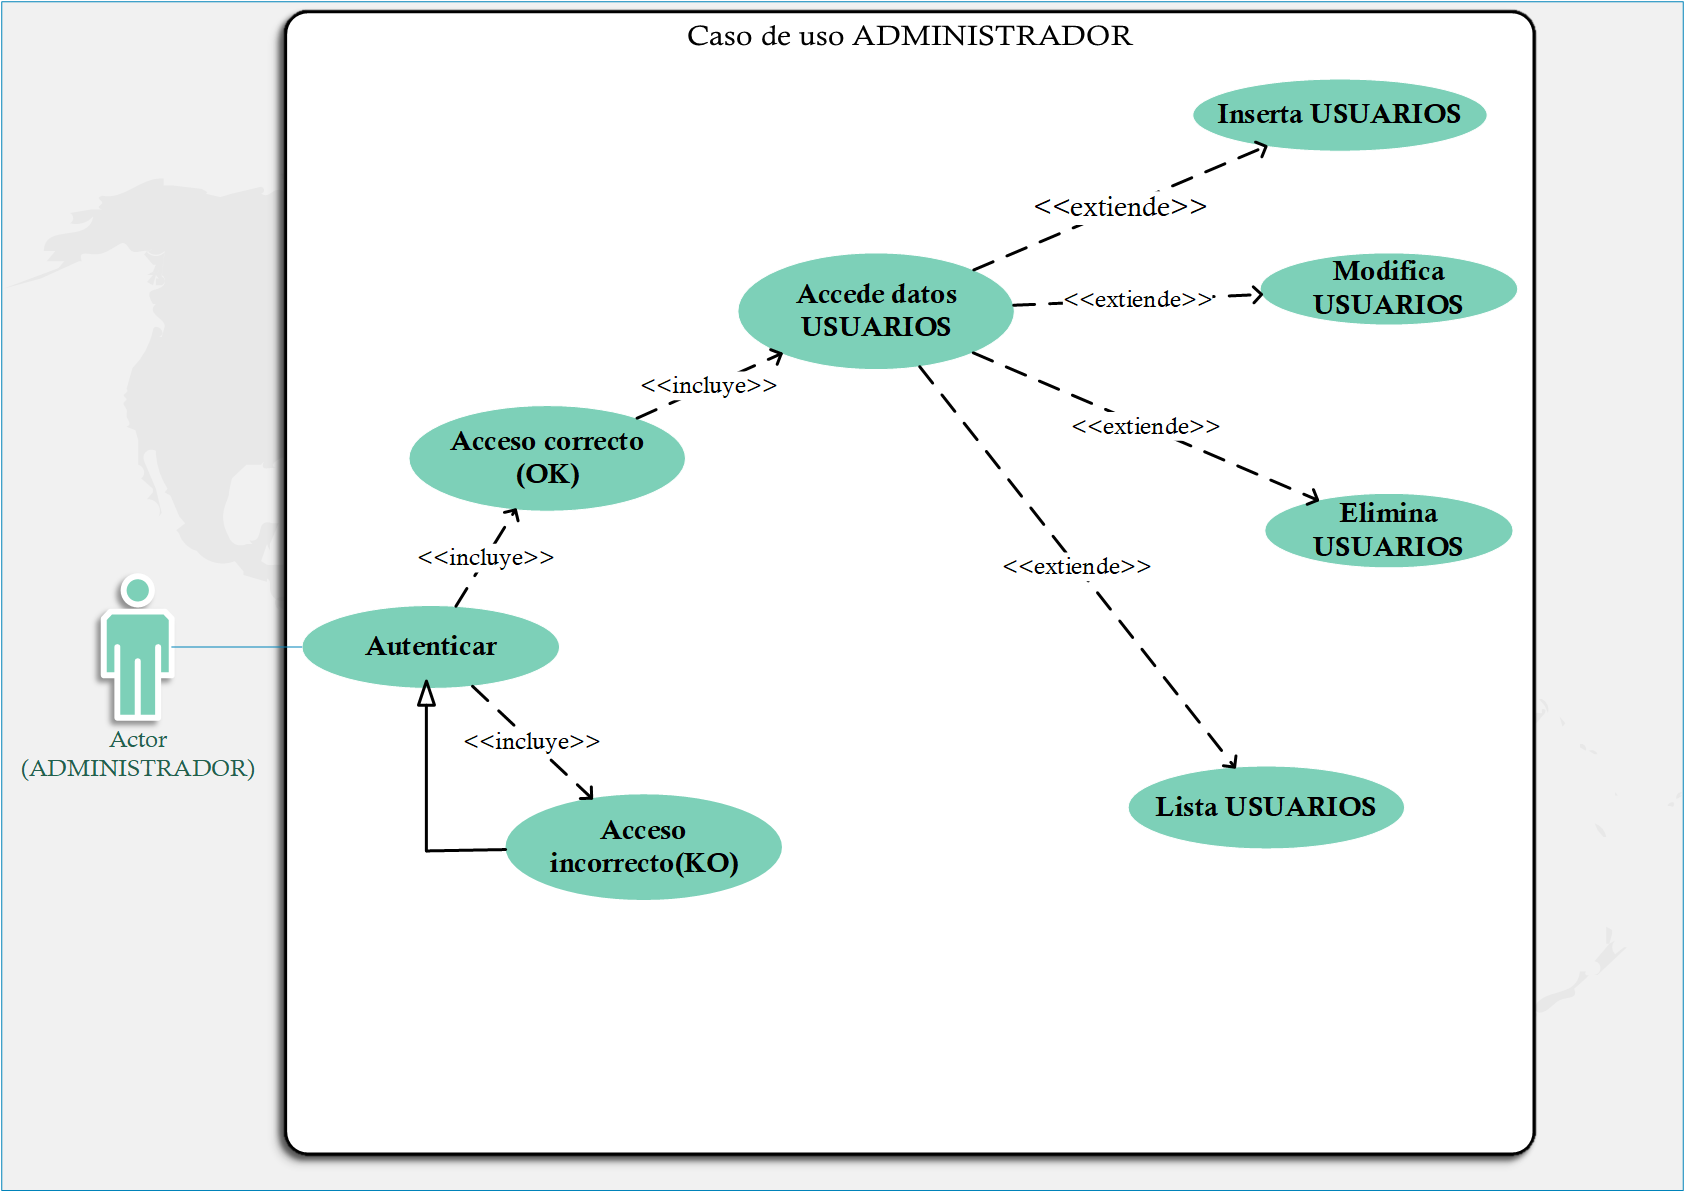 Caso de uso ADMINISTRADOR
Inserta USUARIOS
<<extiende>>
Modifica
USUARIOS
<<extiende>>
Accede datos
USUARIOS
<<incluye>>
<<extiende>>
Acceso correcto
(OK)
Elimina
USUARIOS
<<incluye>>
<<extiende>>
Autenticar
Actor
(ADMINISTRADOR)
<<incluye>>
Lista USUARIOS
Acceso
incorrecto(KO)